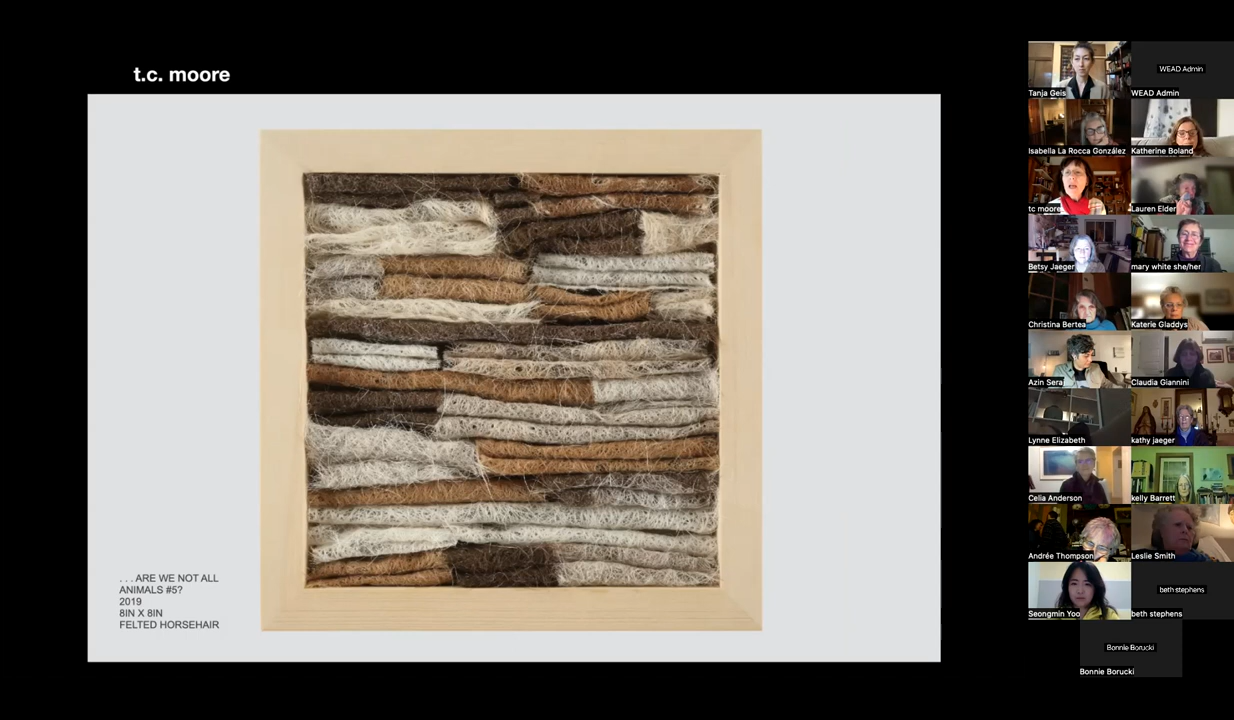 t.c. moore
. . . ARE WE NOT ALL
ANIMALS #5?
2019
8IN X 8IN
FELTED HORSEHAIR
Tanja Geis
WEAD Admin
WEAD Admin
Isabella La Rocca González
Katherine Boland
tc moore
Lauren Elder
Betsy Jaeger
mary white she/her
Christina Bertea
Katerie Gladdys
Azin Sera
Claudia Giannini
Lynne Elizabeth
kathy jaeger
Celia Anderson
kelly Barrett
Andrée Thompson
Leslie Smith
Seongmin Yoo
beth stephens
beth stephens
Bonnie Borucki
Bonnie Borucki